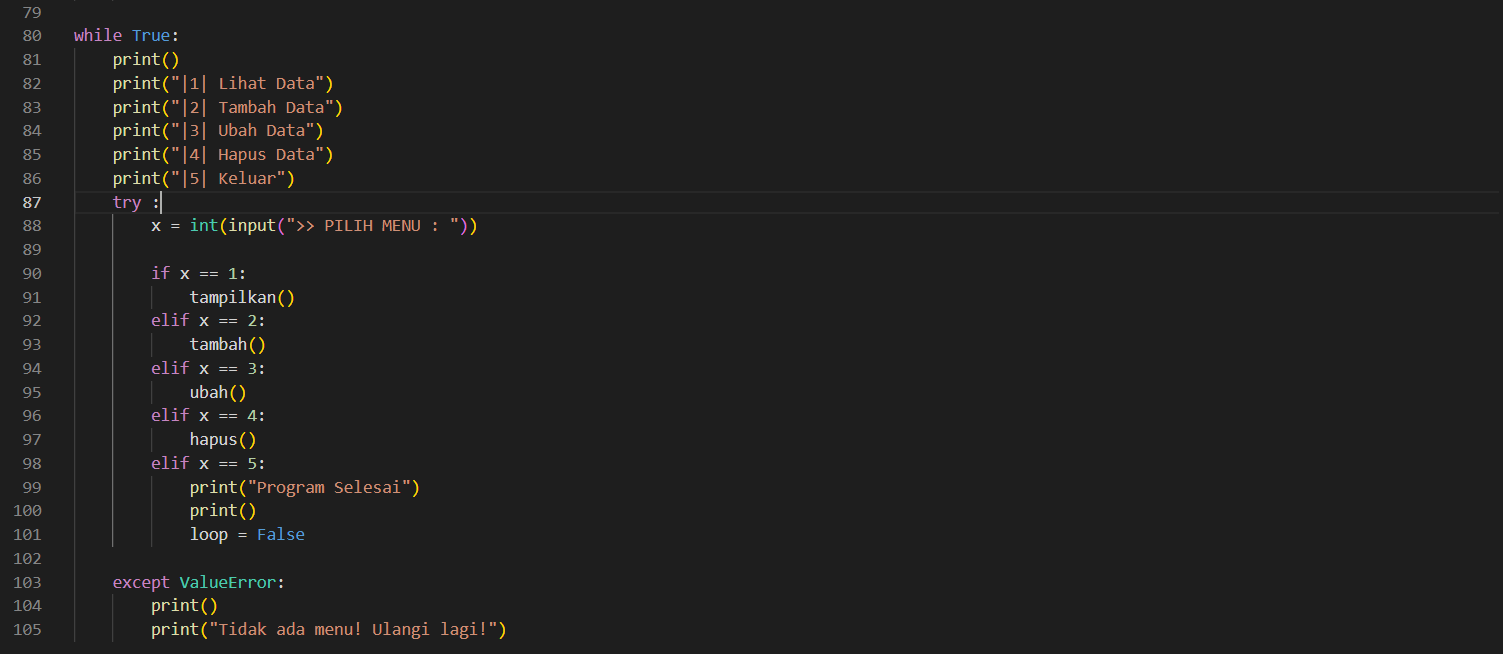 79
80 while True:
81     print()
82     print("|1| Lihat Data")
83     print("|2| Tambah Data")
84     print("|3| Ubah Data")
85     print("|4| Hapus Data")
86     print("|5| Keluar")
87     try :
88         x = int(input(">> PILIH MENU : "))
89
90         if x == 1:
91             tampilkan()
92         elif x == 2:
93             tambah()
94         elif x == 3:
95             ubah()
96         elif x == 4:
97             hapus()
98         elif x == 5:
99             print("Program Selesai")
100             print()
101             loop = False
102
103     except ValueError:
104         print()
105         print("Tidak ada menu! Ulangi lagi!")